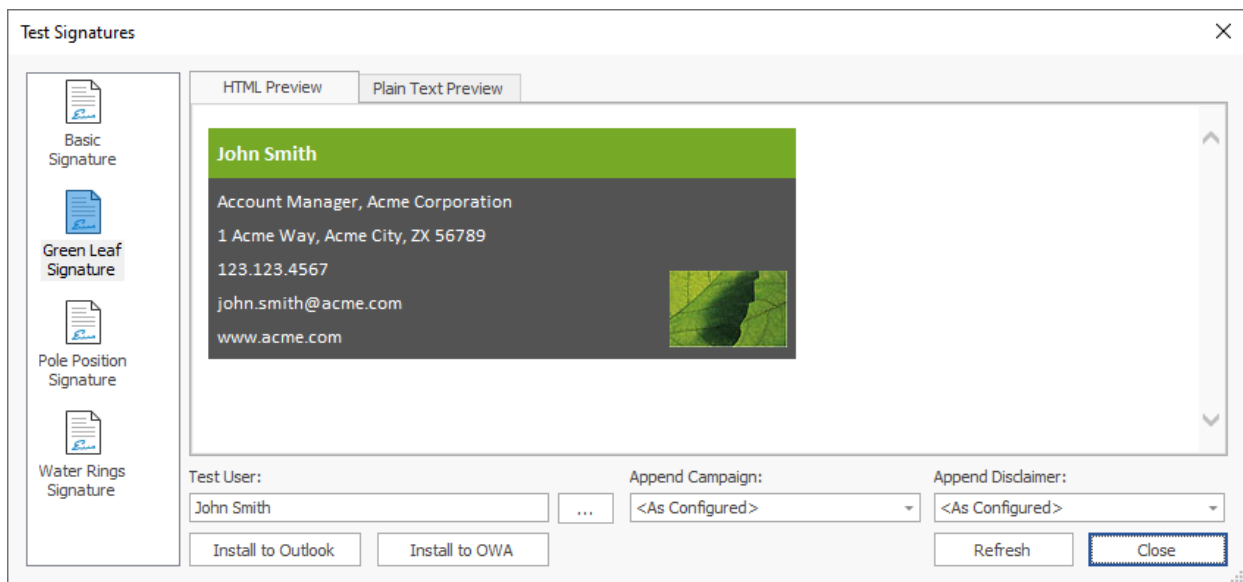 Test Signatures
Basic
Signature
Green Leaf
Signature
Pole Position
Signature
Water Rings
Signature
HTML Preview
Plain Text Preview
John Smith
Account Manager, Acme Corporation
1 Acme Way, Acme City, ZX 56789
123.123.4567
john.smith@acme.com
www.acme.com
Test User:
Append Campaign:
Append Disclaimer:
John Smith
...
<As Configured>
<As Configured>
Install to Outlook
Install to OWA
Refresh
Close